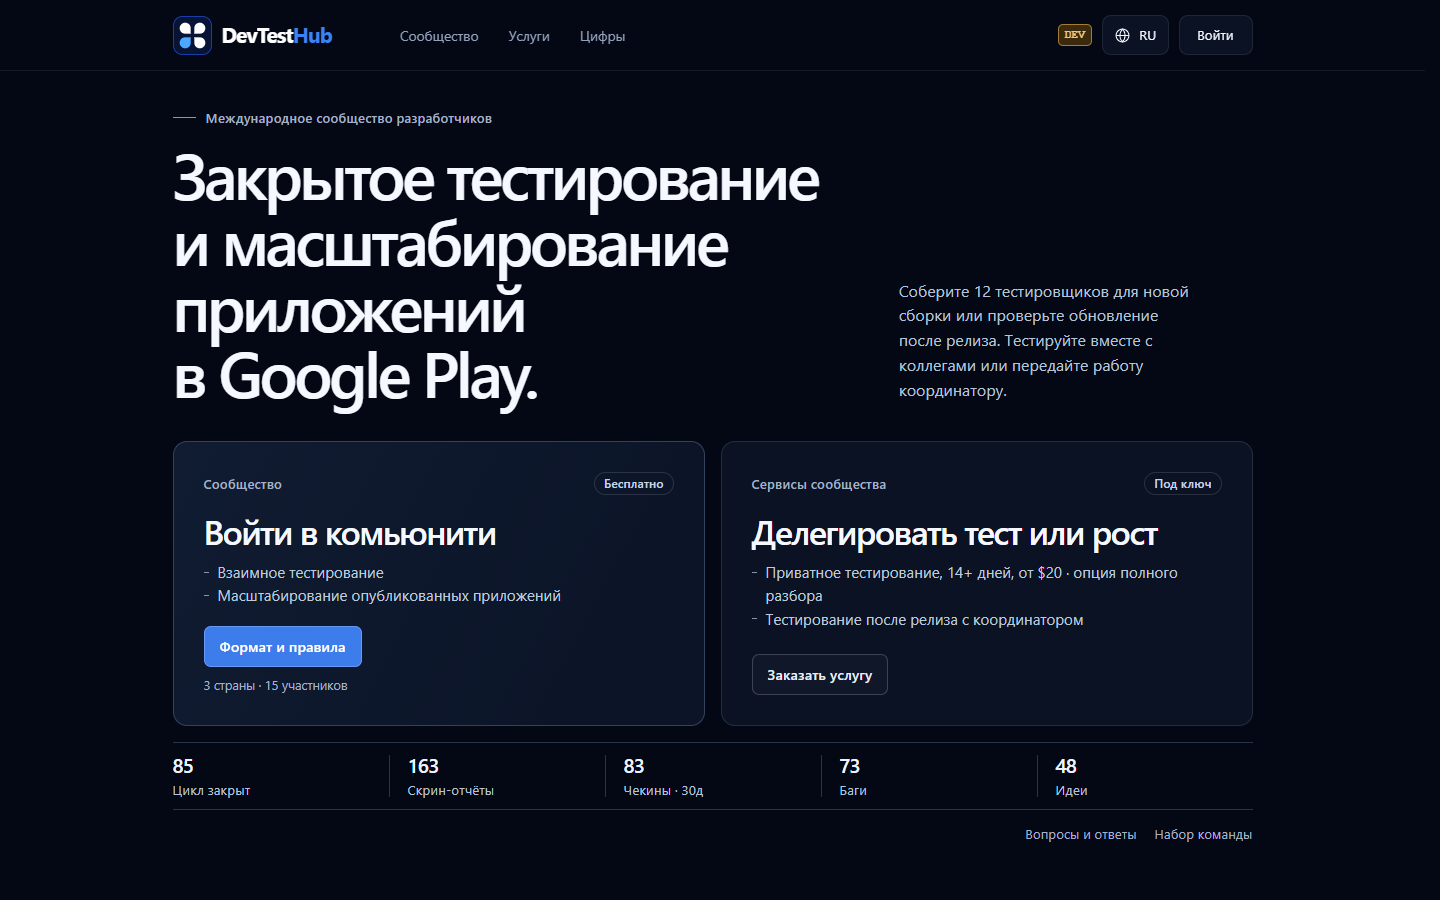 DevTestHub
Сообщество
Услуги
Цифры
DEV
RU
Войти
Международное сообщество разработчиков
Закрытое тестирование
и масштабирование
приложений
в Google Play.
Соберите 12 тестировщиков для новой
сборки или проверьте обновление
после релиза. Тестируйте вместе с
коллегами или передайте работу
координатору.
Сообщество
Бесплатно
Войти в комьюнити
- Взаимное тестирование
- Масштабирование опубликованных приложений
Формат и правила
3 страны · 15 участников
Сервисы сообщества
Под ключ
Делегировать тест или рост
- Приватное тестирование, 14+ дней, от $20 · опция полного
разбора
- Тестирование после релиза с координатором
Заказать услугу
85
Цикл закрыт
163
Скрин-отчёты
83
Чекины · 30д
73
Баги
48
Идеи
Вопросы и ответы
Набор команды